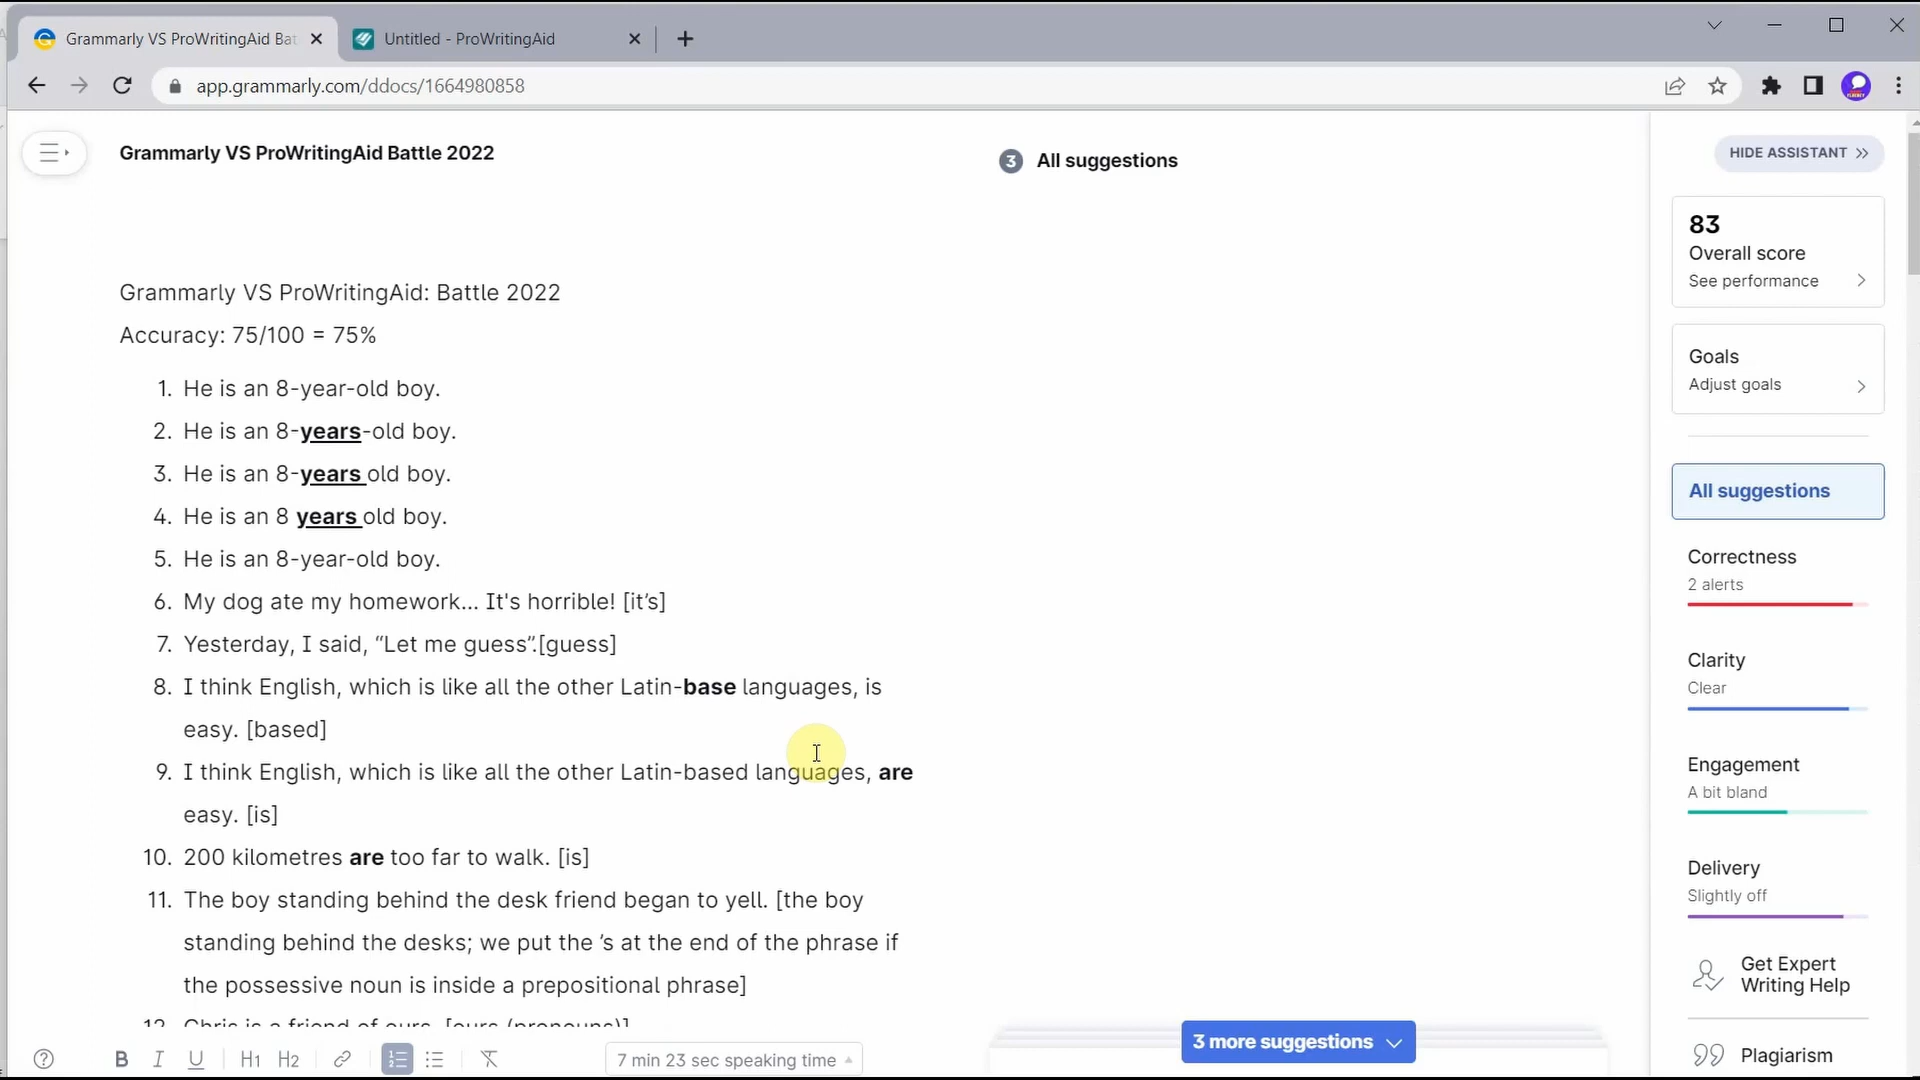 Grammarly VS ProWritingAid Bat
Untitled - ProWritingAid
app.grammarly.com/ddocs/1664980858
Grammarly VS ProWritingAid Battle 2022
3 All suggestions
HIDE ASSISTANT
Grammarly VS ProWritingAid: Battle 2022
Accuracy: 75/100 = 75%
1. He is an 8-year-old boy.
2. He is an 8-years-old boy.
3. He is an 8-years old boy.
4. He is an 8 years old boy.
5. He is an 8-year-old boy.
6. My dog ate my homework... It's horrible! [it’s]
7. Yesterday, I said, “Let me guess”.[guess]
8. I think English, which is like all the other Latin-base languages, is
easy. [based]
9. I think English, which is like all the other Latin-based languages, are
easy. [is]
10. 200 kilometres are too far to walk. [is]
11. The boy standing behind the desk friend began to yell. [the boy
standing behind the desks; we put the ’s at the end of the phrase if
the possessive noun is inside a prepositional phrase]
12. Chris is a friend of ours. [ours (pronouns)]
B I U H1 H2
7 min 23 sec speaking time
3 more suggestions
83
Overall score
See performance
Goals
Adjust goals
All suggestions
Correctness
2 alerts
Clarity
Clear
Engagement
A bit bland
Delivery
Slightly off
Get Expert
Writing Help
Plagiarism